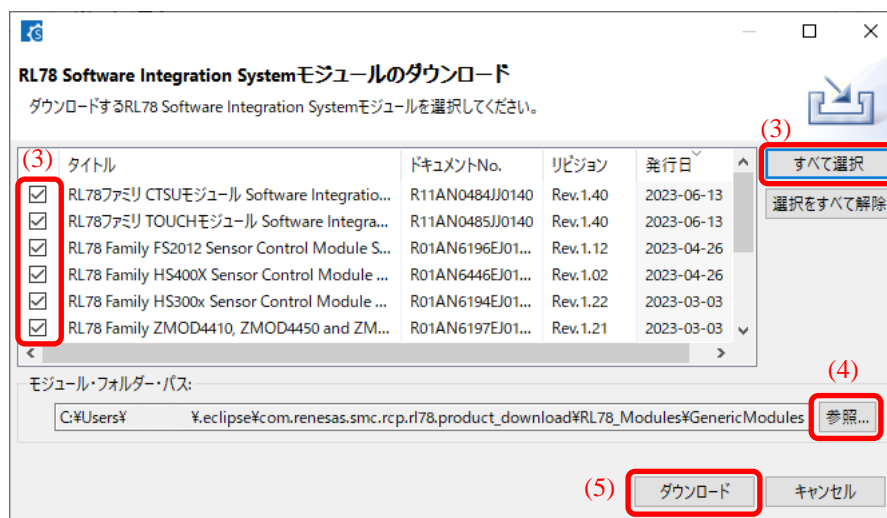 RL78 Software Integration Systemモジュールのダウンロード
ダウンロードするRL78 Software Integration Systemモジュールを選択してください。
(3)
(3) タイトル ドキュメントNo. リビジョン 発行日 すべて選択
RL78ファミリ CTSUモジュール Software Integratio... R11AN0484JJ0140 Rev.1.40 2023-06-13
選択をすべて解除
RL78ファミリ TOUCHモジュール Software Integra... R11AN0485JJ0140 Rev.1.40 2023-06-13
RL78 Family FS2012 Sensor Control Module S... R01AN6196EJ01... Rev.1.12 2023-04-26
RL78 Family HS400X Sensor Control Module ... R01AN6446EJ01... Rev.1.02 2023-04-26
RL78 Family HS300x Sensor Control Module ... R01AN6194EJ01... Rev.1.22 2023-03-03
RL78 Family ZMOD4410, ZMOD4450 and ZM... R01AN6197EJ01... Rev.1.21 2023-03-03
モジュール・フォルダー・パス:
(4)
C:¥Users¥ ¥.eclipse¥com.renesas.smc.rcp.rl78.product_download¥RL78_Modules¥GenericModules 参照...
(5) ダウンロード キャンセル